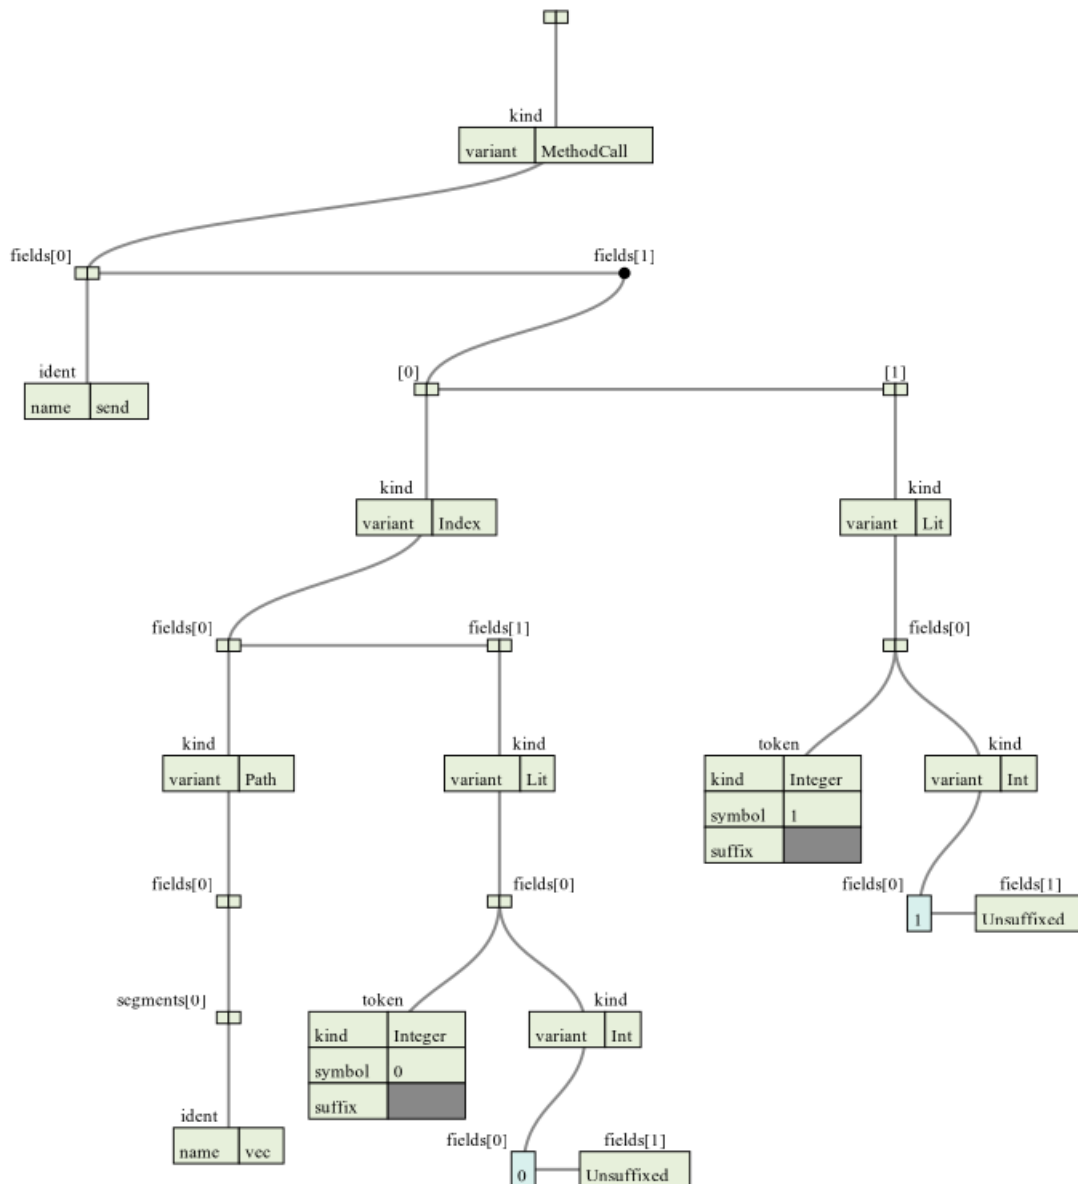 kind
variant MethodCall
fields[0] fields[1]
ident
name send
[0] [1]
kind kind
variant Index variant Lit
fields[0] fields[1] fields[0]
kind kind token kind
variant Path variant Lit kind Integer variant Int
symbol 1
suffix
fields[0] fields[0] fields[0] fields[1]
1 Unsuffixed
segments[0] token kind
kind Integer variant Int
symbol 0
suffix
ident fields[0] fields[1]
name vec 0 Unsuffixed